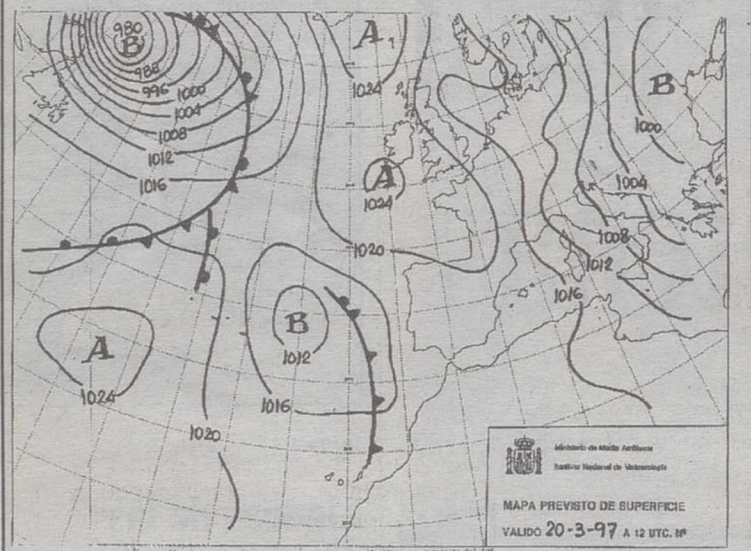 980
B
988
996
1000
1004
1008
1012
1016
A
1024
A
1024
1020
B
1000
1004
1008
1012
1016
B
1012
1016
A
1024
1020
Ministerio de Medio Ambiente
Instituto Nacional de Meteorología
MAPA PREVISTO DE SUPERFICIE
VALIDO 20-3-97 A 12 UTC. Nº